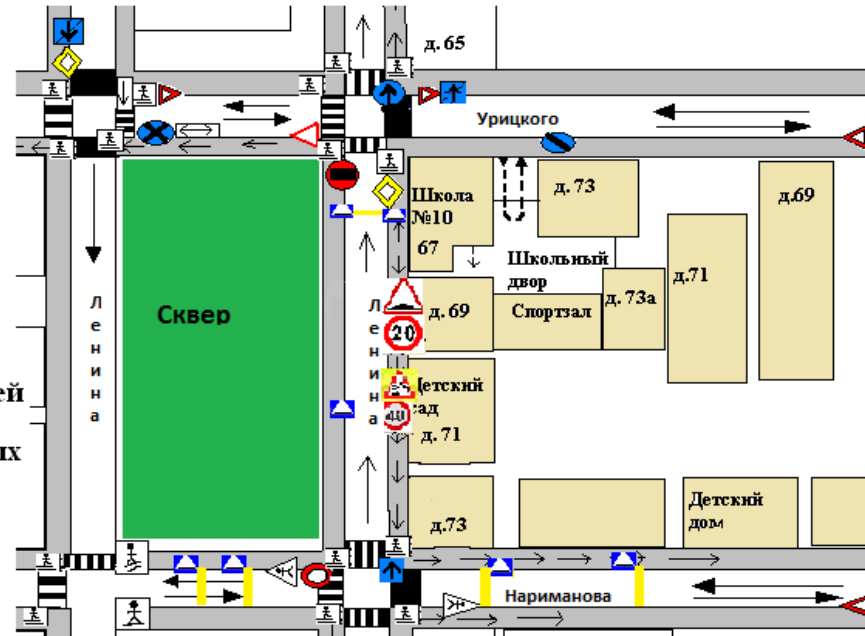 д. 65
Урицкого
Школа
№10
67
д. 73
д.69
д.71
Школьный
двор
Спортзал
д.73а
Сквер
Ленина
Ленина
20
д. 69
40
Детский
сад
д. 71
ей
ых
д.73
Детский
дом
Нариманова